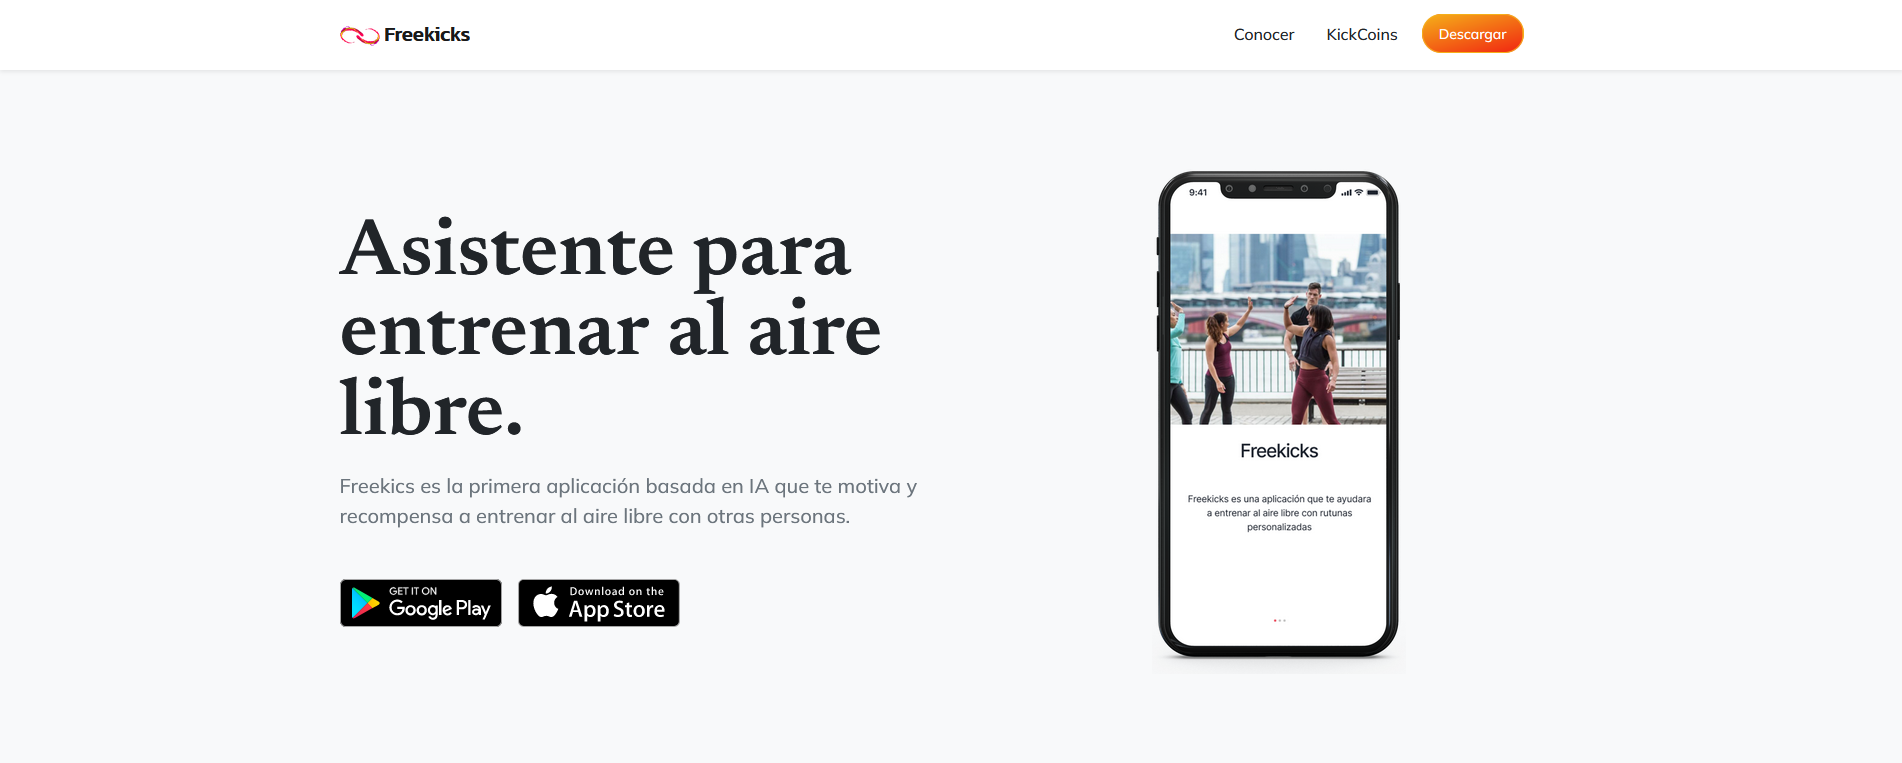 Freekicks
Conocer
KickCoins
Descargar
Asistente para
entrenar al aire
libre.
Freekics es la primera aplicación basada en IA que te motiva y
recompensa a entrenar al aire libre con otras personas.
GET IT ON
Google Play
Download on the
App Store
9:41
Freekicks
Freekicks es una aplicación que te ayudara
a entrenar al aire libre con rutunas
personalizadas